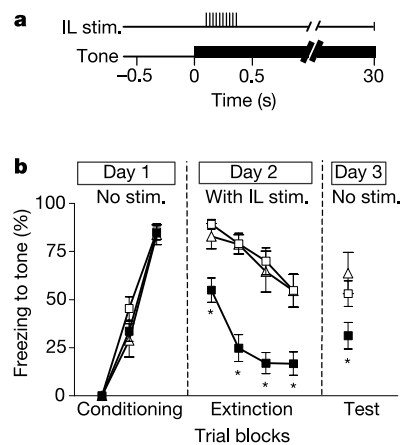 a
IL stim.
Tone
−0.5 0 0.5 30
Time (s)
b
Day 1 Day 2 Day 3
No stim. With IL stim. No stim.
Freezing to tone (%)
100
75
50
25
0
* * * * *
Conditioning Extinction Test
Trial blocks